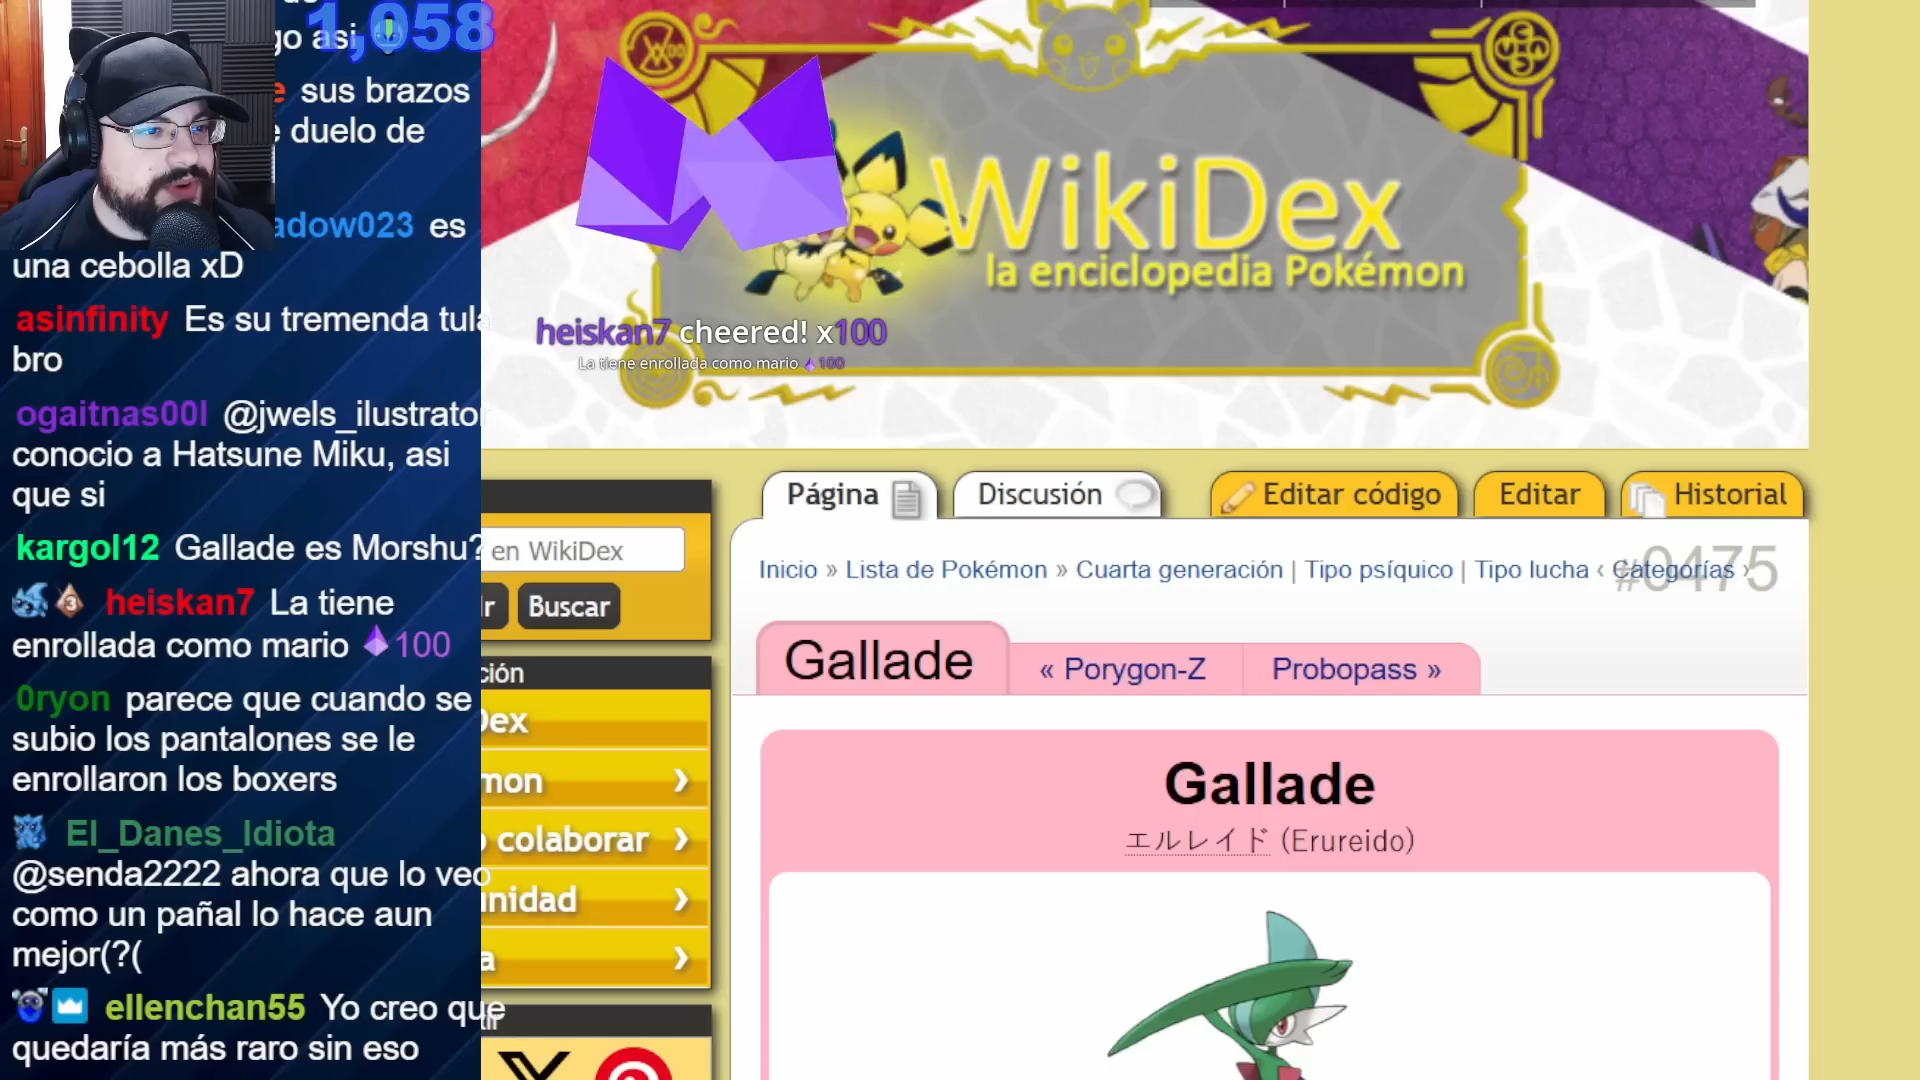 1,058
go asi
sus brazos
duelo de
adow023 es
una cebolla xD
asinfinity Es su tremenda tula
bro
ogaitnas00l @jwels_ilustrator
conocio a Hatsune Miku, asi
que si
kargol12 Gallade es Morshu?
heiskan7 La tiene
enrollada como mario 100
0ryon parece que cuando se
subio los pantalones se le
enrollaron los boxers
El_Danes_Idiota
@senda2222 ahora que lo veo
como un pañal lo hace aun
mejor(?(
ellenchan55 Yo creo que
quedaría más raro sin eso
WikiDex
la enciclopedia Pokémon
heiskan7 cheered! x100
La tiene enrollada como mario 100
en WikiDex
Ir Buscar
ción
Dex
mon
o colaborar
unidad
a
Página Discusión Editar código Editar Historial
Inicio » Lista de Pokémon » Cuarta generación | Tipo psíquico | Tipo lucha ‹ Categorías ›
#0475
Gallade « Porygon-Z Probopass »
Gallade
エルレイド (Erureido)